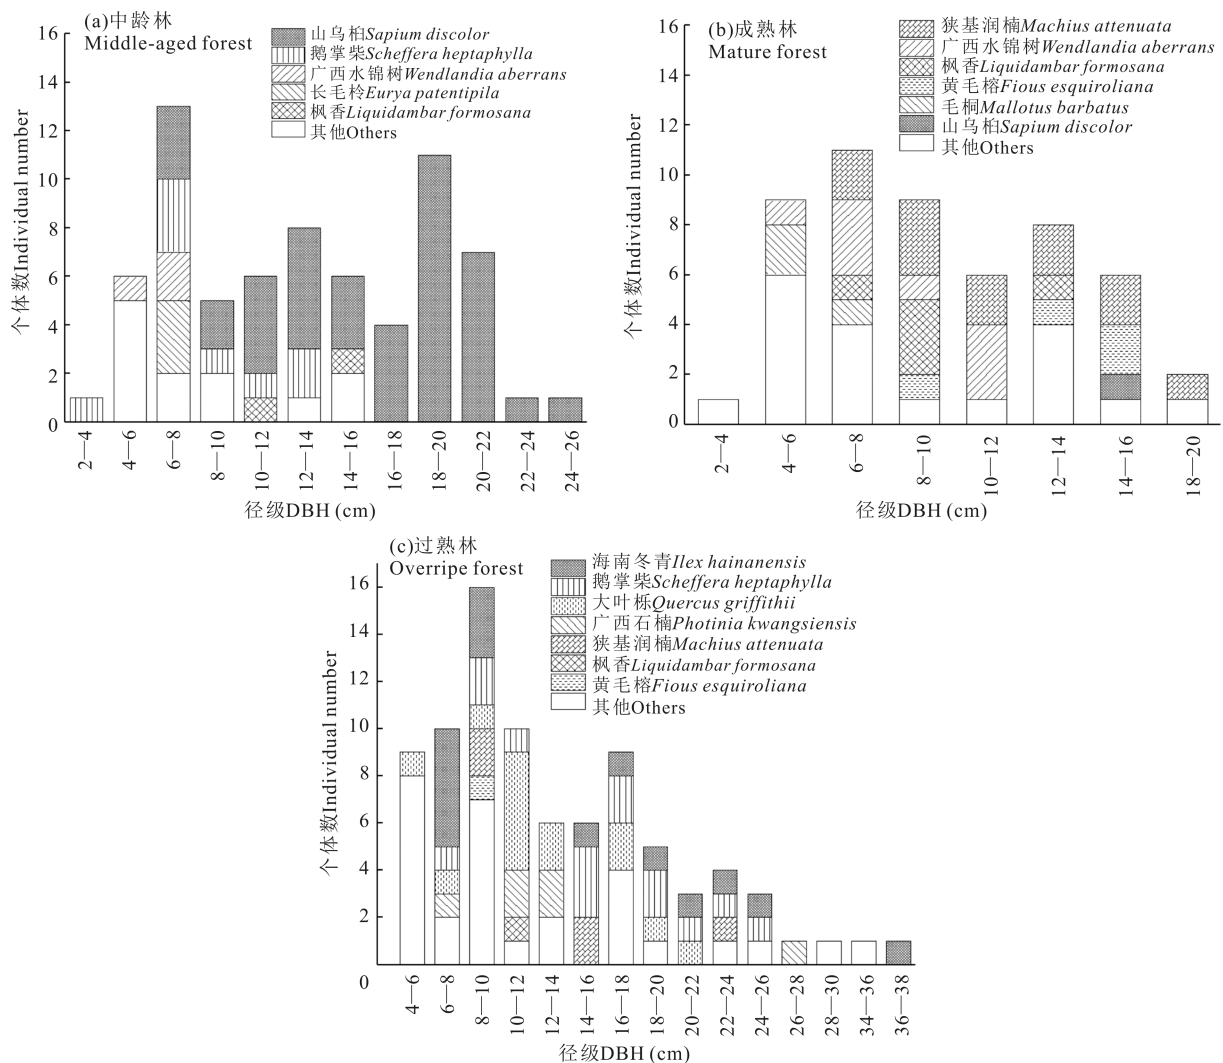 (a)中龄林
Middle-aged forest
山乌桕Sapium discolor
鹅掌柴Scheffera heptaphylla
广西水锦树Wendlandia aberrans
长毛柃Eurya patentipila
枫香Liquidambar formosana
其他Others
个体数Individual number
16
14
12
10
8
6
4
2
0
2—4
4—6
6—8
8—10
10—12
12—14
14—16
16—18
18—20
20—22
22—24
24—26
径级DBH (cm)
(b)成熟林
Mature forest
狭基润楠Machius attenuata
广西水锦树Wendlandia aberrans
枫香Liquidambar formosana
黄毛榕Fious esquiroliana
毛桐Mallotus barbatus
山乌桕Sapium discolor
其他Others
个体数Individual number
16
14
12
10
8
6
4
2
0
2—4
4—6
6—8
8—10
10—12
12—14
14—16
18—20
径级DBH (cm)
(c)过熟林
Overripe forest
海南冬青Ilex hainanensis
鹅掌柴Scheffera heptaphylla
大叶栎Quercus griffithii
广西石楠Photinia kwangsiensis
狭基润楠Machius attenuata
枫香Liquidambar formosana
黄毛榕Fious esquiroliana
其他Others
个体数Individual number
16
14
12
10
8
6
4
2
0
4—6
6—8
8—10
10—12
12—14
14—16
16—18
18—20
20—22
22—24
24—26
26—28
28—30
34—36
36—38
径级DBH (cm)